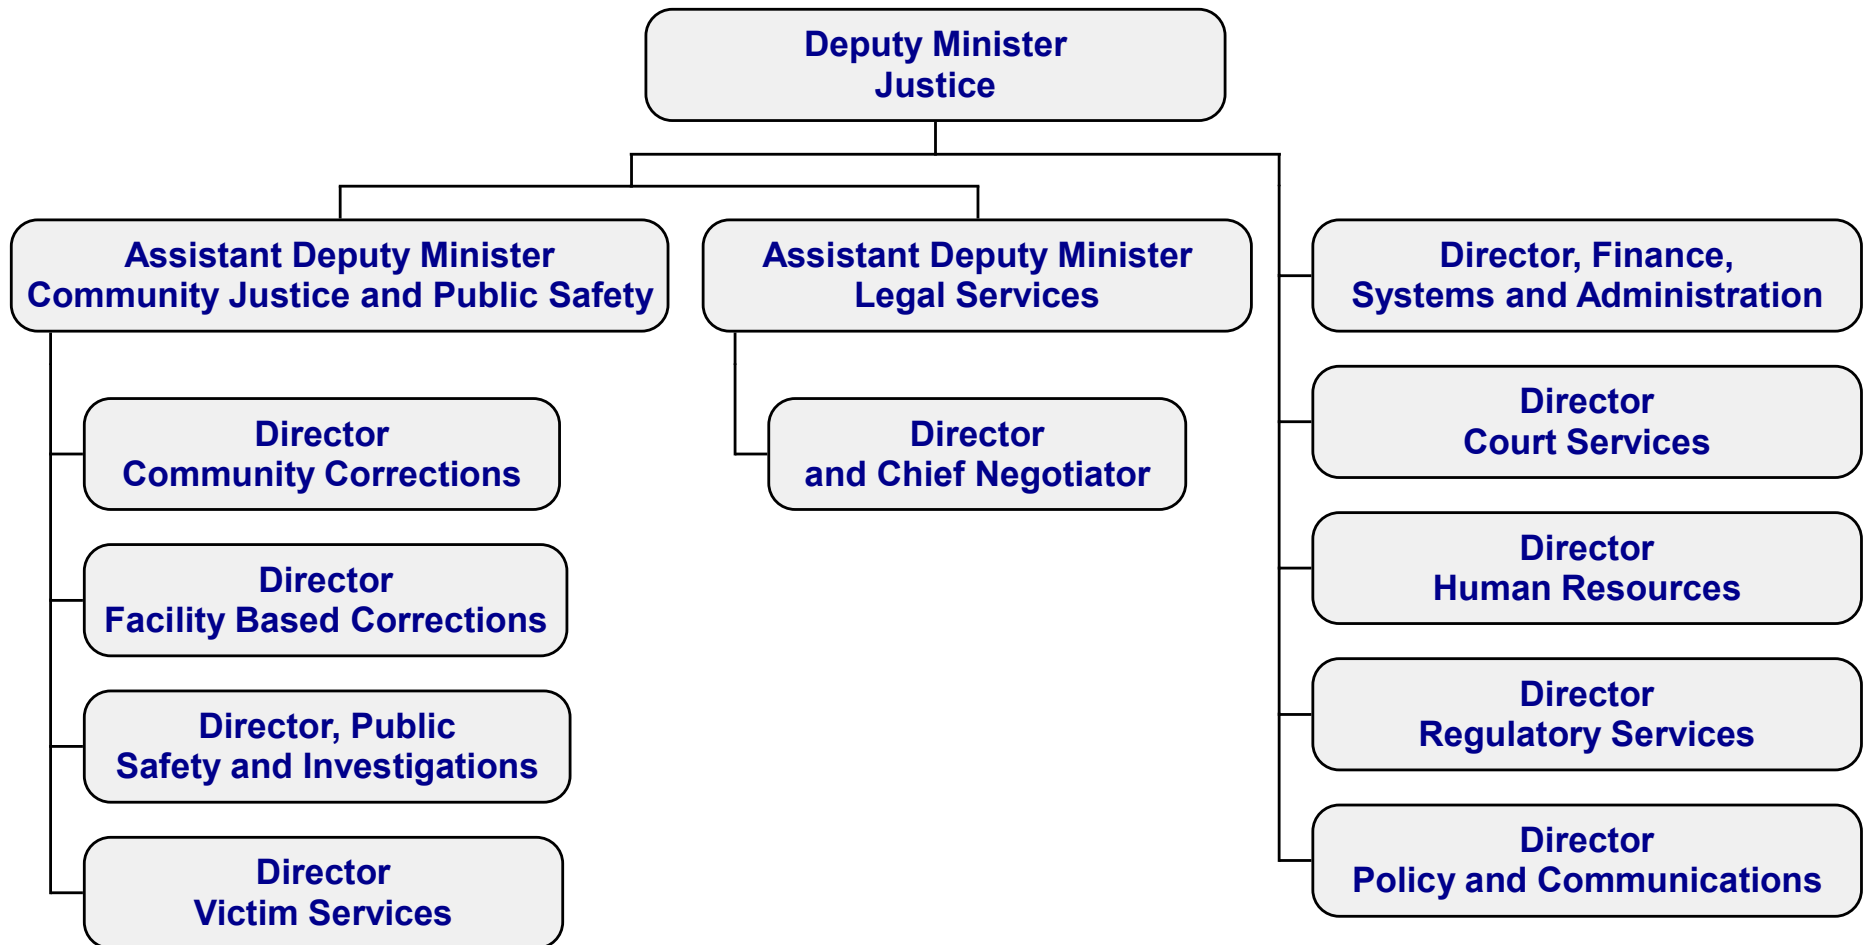 Deputy Minister
Justice
Assistant Deputy Minister
Community Justice and Public Safety
Director
Community Corrections
Director
Facility Based Corrections
Director, Public
Safety and Investigations
Director
Victim Services
Assistant Deputy Minister
Legal Services
Director
and Chief Negotiator
Director, Finance,
Systems and Administration
Director
Court Services
Director
Human Resources
Director
Regulatory Services
Director
Policy and Communications